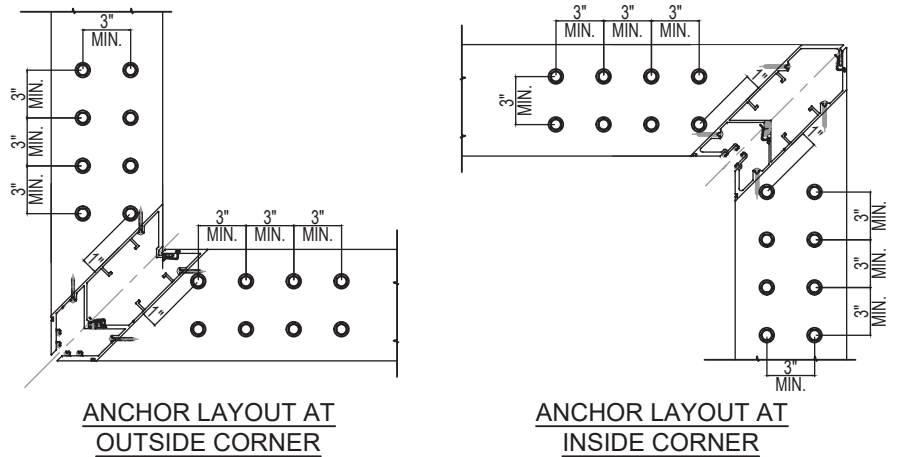 3"
MIN.
3"
MIN.
3"
MIN.
3"
MIN.
3"
MIN.
3"
MIN.
3"
MIN.
1"
1"
ANCHOR LAYOUT AT
OUTSIDE CORNER
3"
MIN.
3"
MIN.
3"
MIN.
3"
MIN.
1"
1"
3"
MIN.
3"
MIN.
3"
MIN.
3"
MIN.
ANCHOR LAYOUT AT
INSIDE CORNER